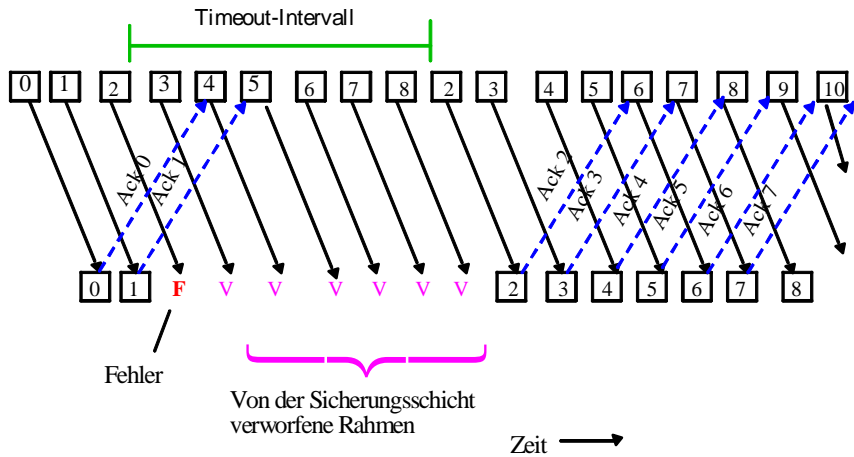 Timeout-Intervall
0 1 2 3 4 5 6 7 8 2 3 4 5 6 7 8 9 10
Ack 0 Ack 1 Ack 2 Ack 3 Ack 4 Ack 5 Ack 6 Ack 7
0 1 F V V V V V V 2 3 4 5 6 7 8
Fehler
Von der Sicherungsschicht
verworfene Rahmen
Zeit